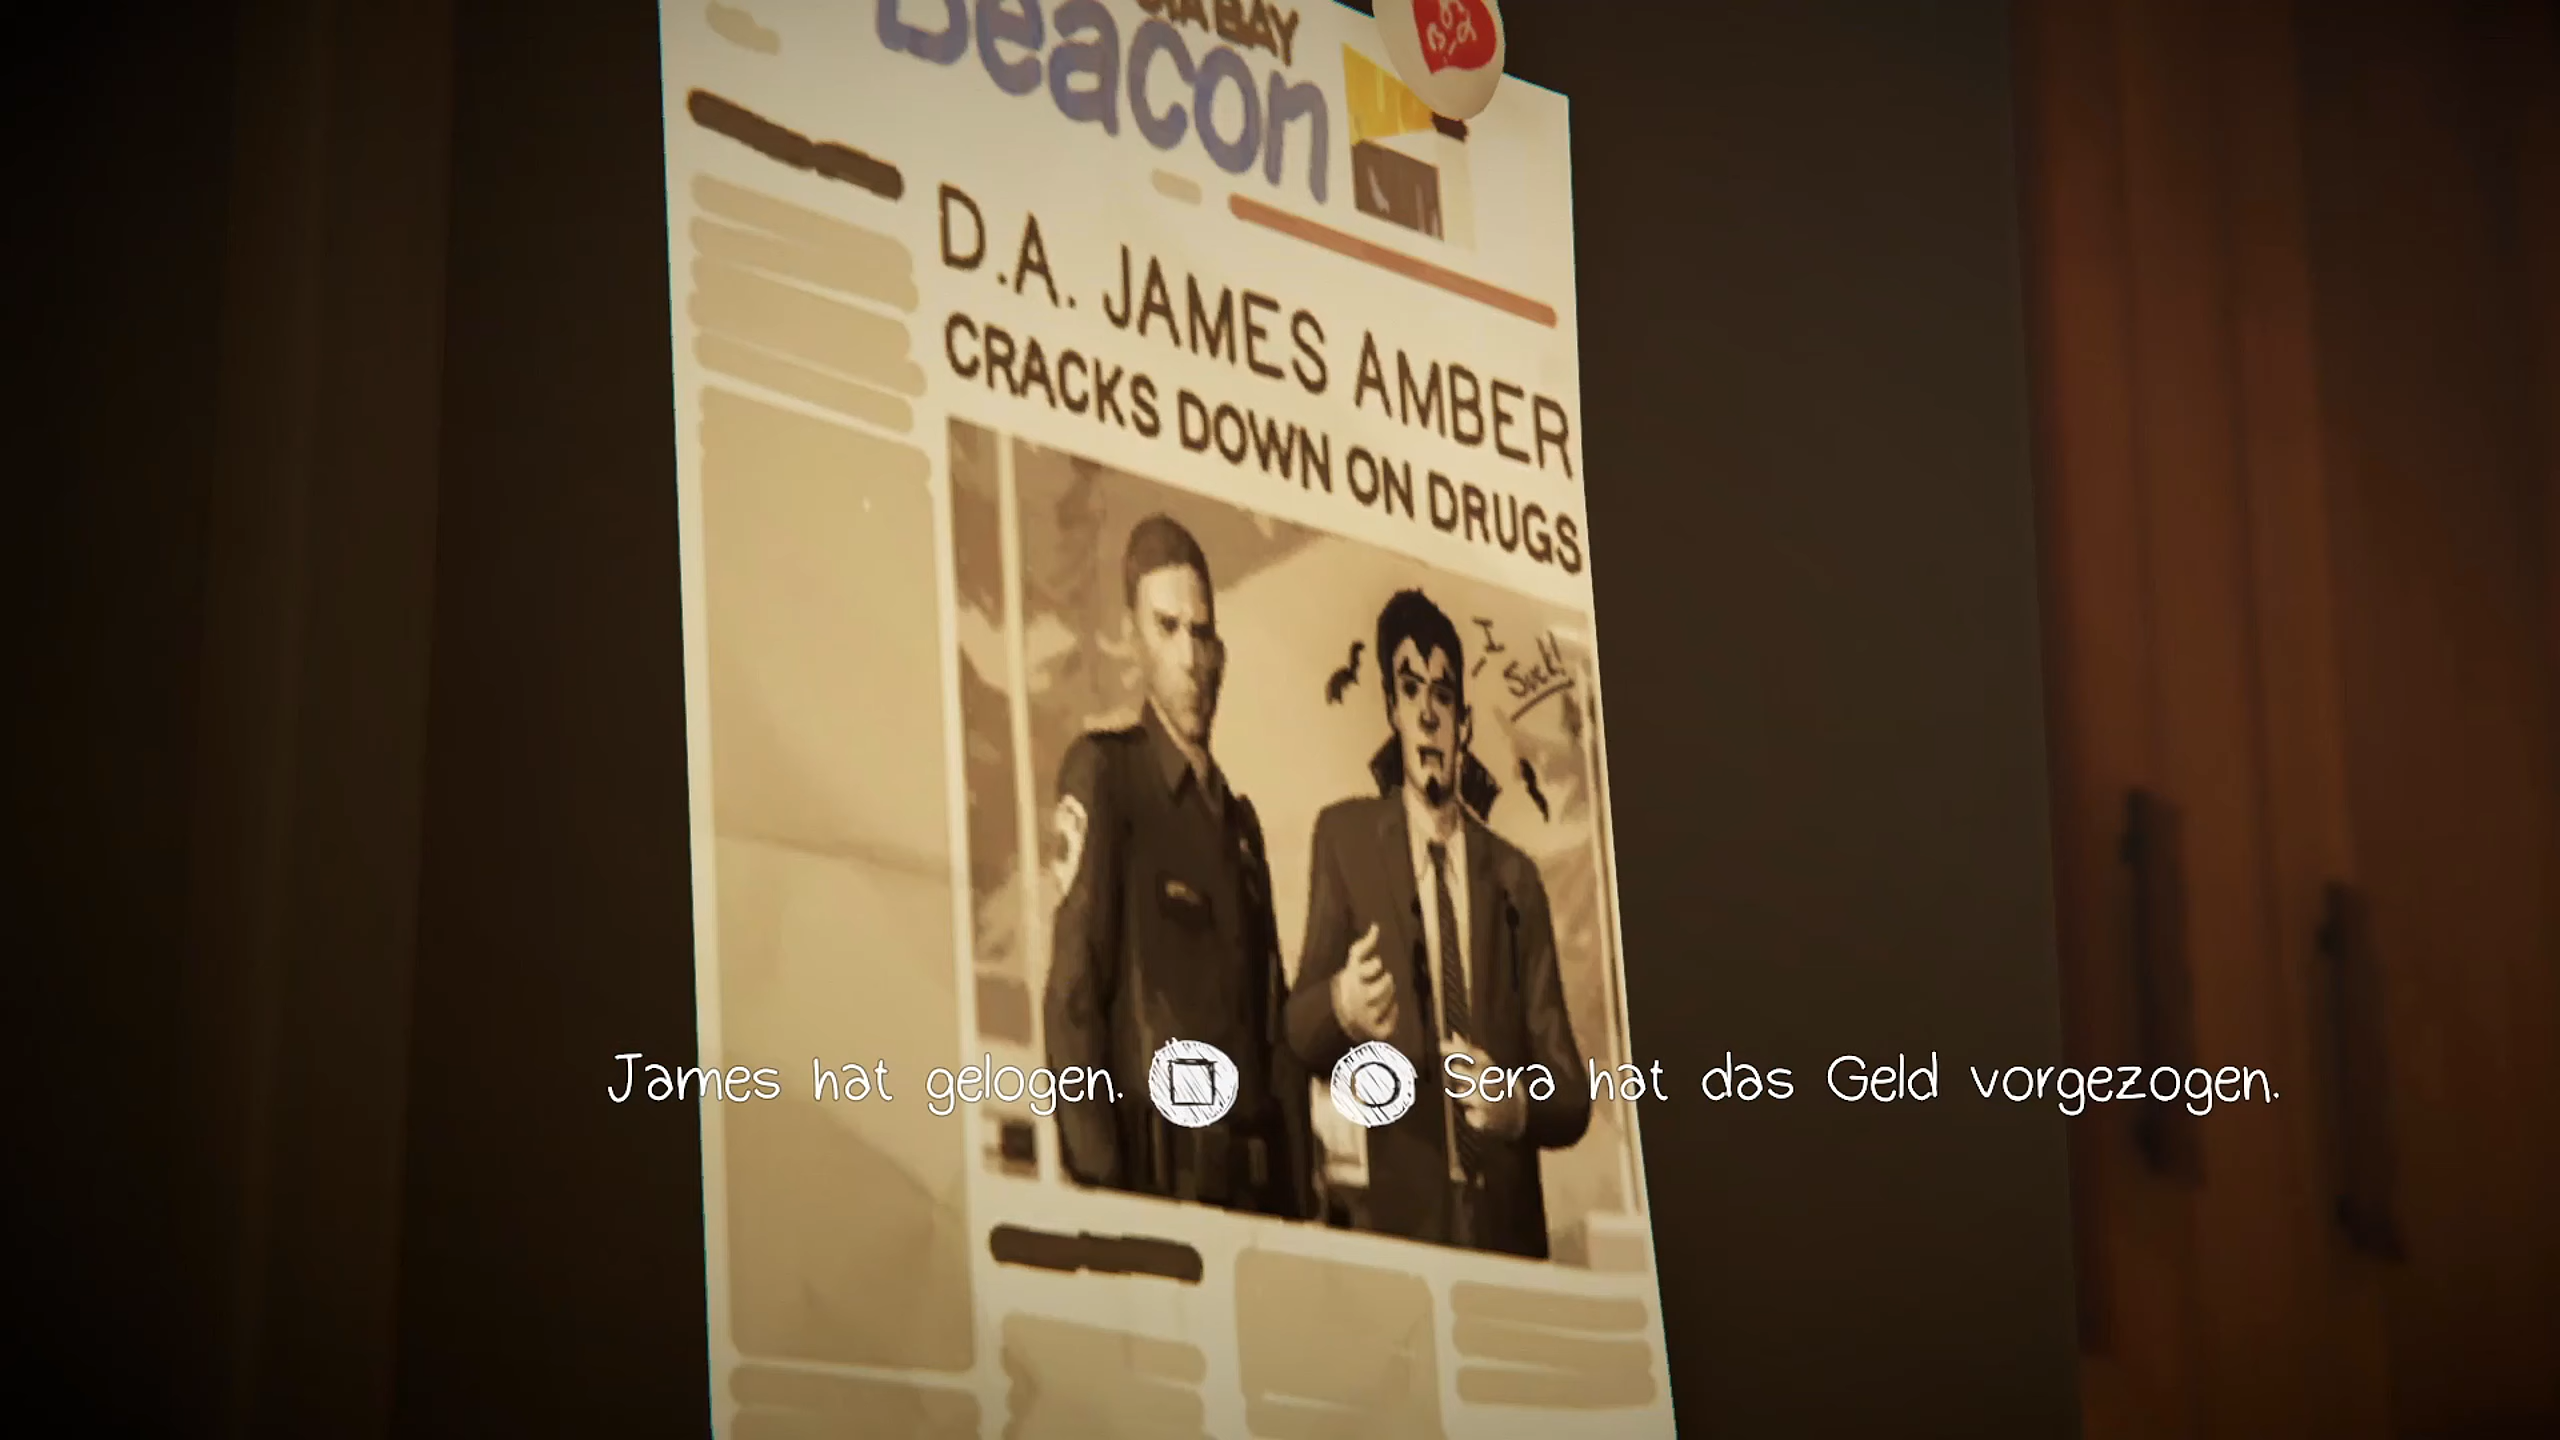 Beacon
D.A. JAMES AMBER
CRACKS DOWN ON DRUGS
I
Suck!
James hat gelogen.
Sera hat das Geld vorgezogen.